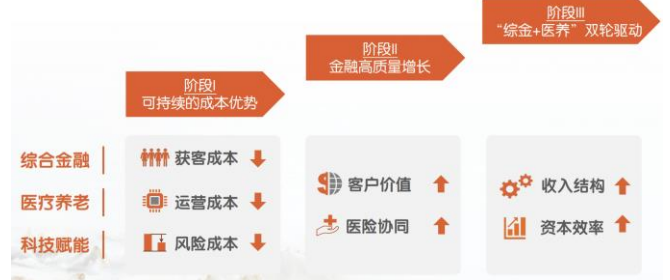 阶段III
“综金+医养”双轮驱动
阶段II
金融高质量增长
阶段I
可持续的成本优势
综合金融
获客成本
客户价值
收入结构
医疗养老
运营成本
医险协同
资本效率
科技赋能
风险成本